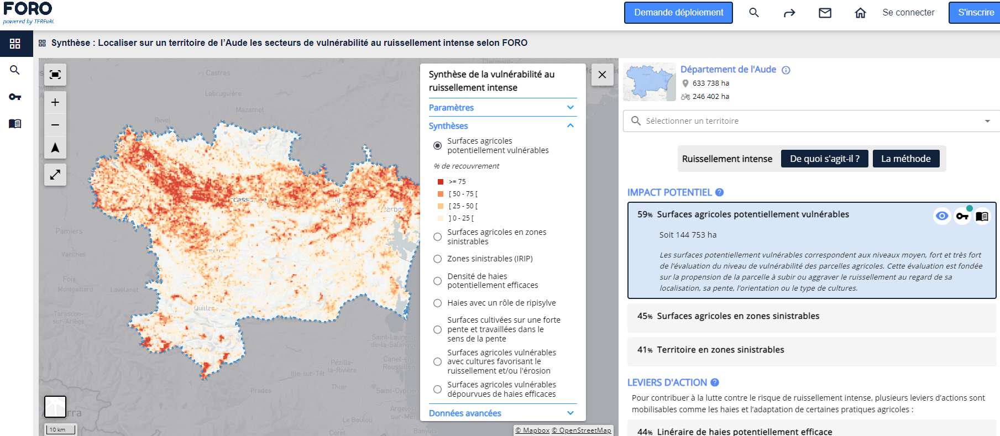 FORO
powered by TEREVAL
Demande déploiement
Se connecter
S'inscrire
Synthèse : Localiser sur un territoire de l’Aude les secteurs de vulnérabilité au ruissellement intense selon FORO
Castres
Labruguière
Mazamet
Revel
Pamiers
Varilhes
Foix
Montgaillard
Lavelanet
Tarascon-
sur-Ariège
Quillan
Saint-Laurent-
de-la-Salanque
Canet-en-
Roussillon
Pézilla-
la-Rivière
Ille-sur-Têt
Thuir
Saint-Cyprien
Prades
Argelès-
sur-Mer
Le Boulou
Céret
Banyuls-
10 km
© Mapbox © OpenStreetMap
Synthèse de la vulnérabilité au
ruissellement intense
Paramètres
Synthèses
Surfaces agricoles
potentiellement vulnérables
% de recouvrement
>= 75
[ 50 - 75 [
[ 25 - 50 [
] 0 - 25 [
Surfaces agricoles en zones
sinistrables
Zones sinistrables (IRIP)
Densité de haies
potentiellement efficaces
Haies avec un rôle de ripisylve
Surfaces cultivées sur une forte
pente et travaillées dans le
sens de la pente
Surfaces agricoles vulnérables
avec cultures favorisant le
ruissellement et/ou l'érosion
Surfaces agricoles vulnérables
dépourvues de haies efficaces
Données avancées
Département de l'Aude
633 738 ha
246 402 ha
Sélectionner un territoire
Ruissellement intense
De quoi s'agit-il ?
La méthode
IMPACT POTENTIEL ?
59% Surfaces agricoles potentiellement vulnérables
Soit 144 753 ha
Les surfaces potentiellement vulnérables correspondent aux niveaux moyen, fort et très fort
de l’évaluation du niveau de vulnérabilité des parcelles agricoles. Cette évaluation est fondée
sur la propension de la parcelle à subir ou aggraver le ruissellement au regard de sa
localisation, sa pente, l’orientation ou le type de cultures.
45% Surfaces agricoles en zones sinistrables
41% Territoire en zones sinistrables
LEVIERS D'ACTION ?
Pour contribuer à la lutte contre le risque de ruissellement intense, plusieurs leviers d’actions sont
mobilisables comme les haies et l’adaptation de certaines pratiques agricoles :
44% Linéraire de haies potentiellement efficace